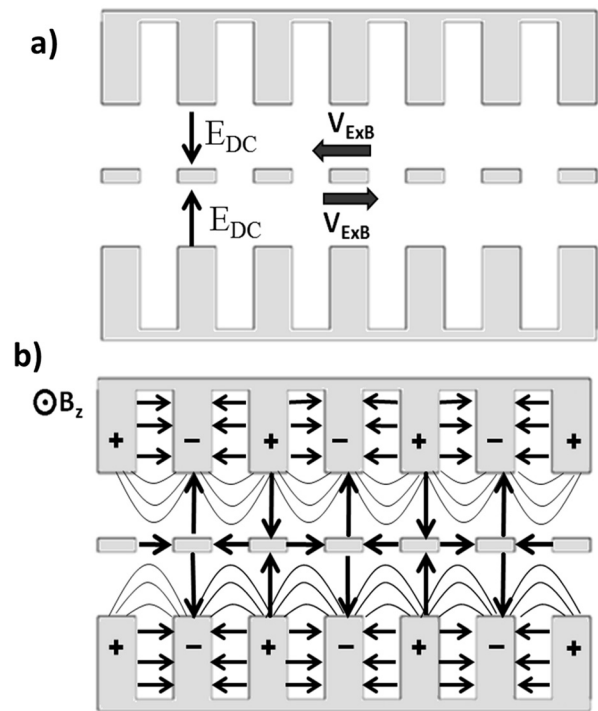 a)
E_DC
V_ExB
E_DC
V_ExB
b)
⊙B_z
+ − + − + − +
+ − + − + − +